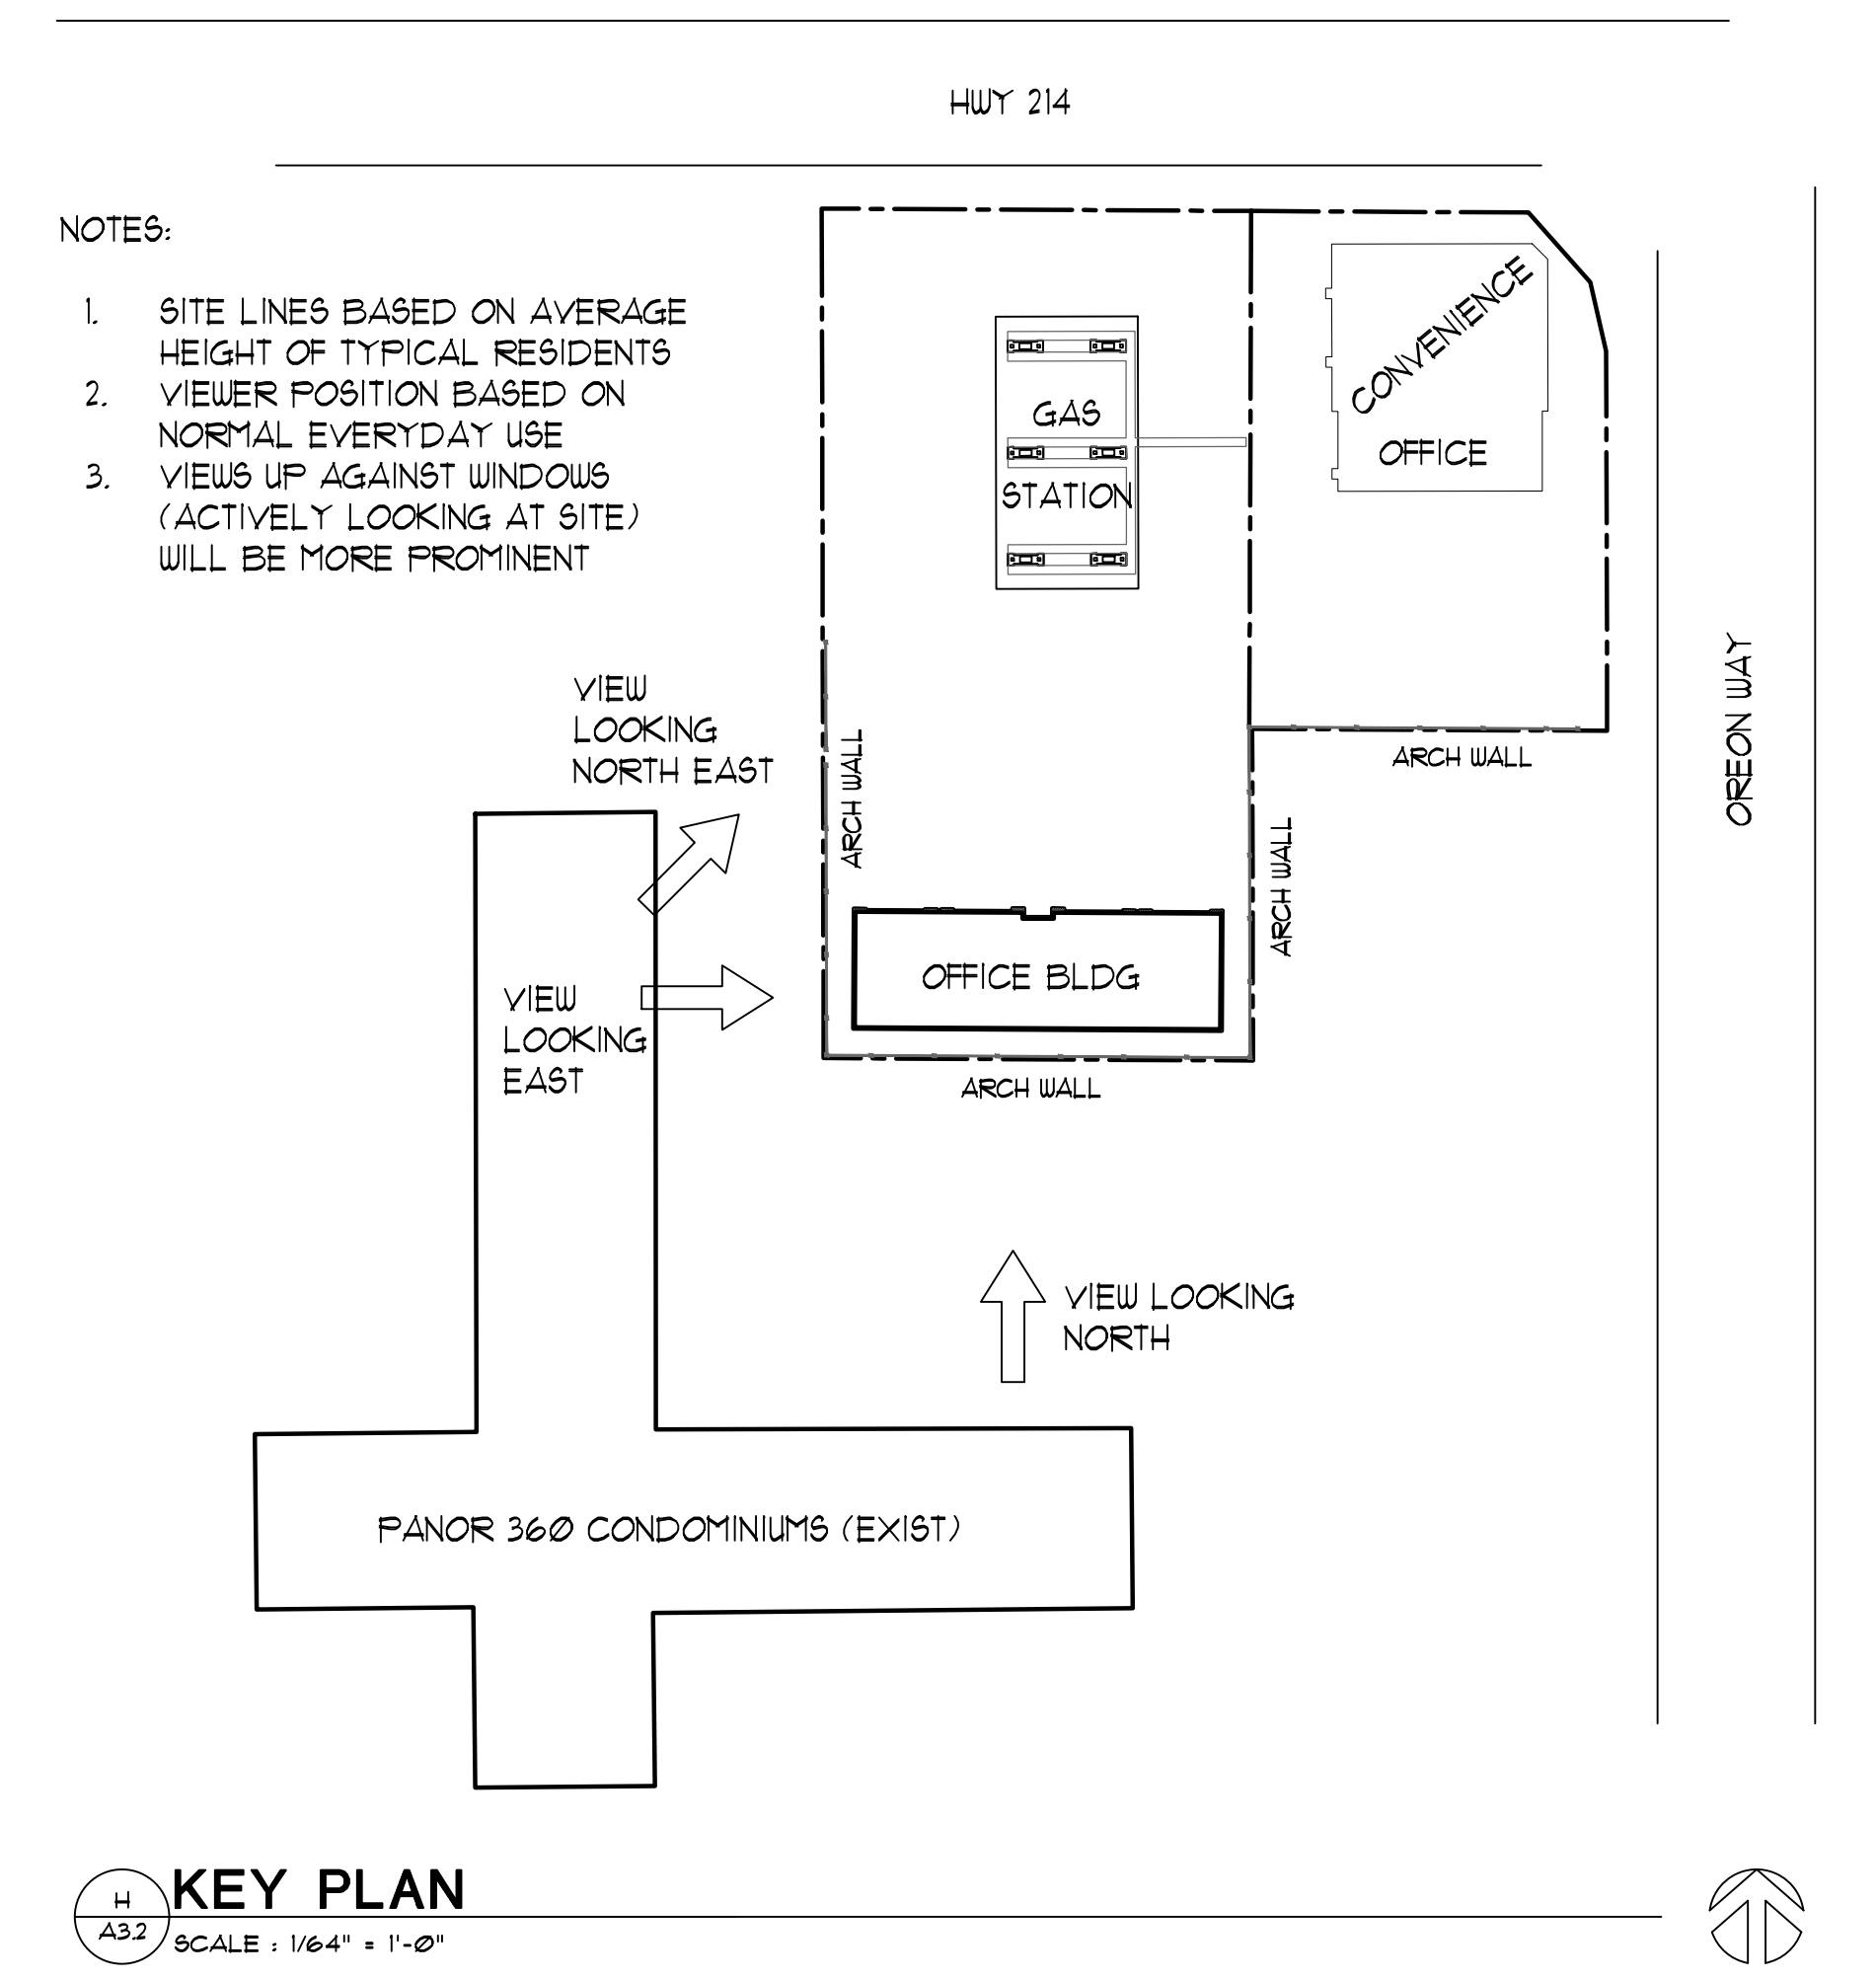 HWY 214
NOTES:
1. SITE LINES BASED ON AVERAGE
HEIGHT OF TYPICAL RESIDENTS
2. VIEWER POSITION BASED ON
NORMAL EVERYDAY USE
3. VIEWS UP AGAINST WINDOWS
(ACTIVELY LOOKING AT SITE)
WILL BE MORE PROMINENT
GAS
STATION
CONVENIENCE
OFFICE
OREON WAY
VIEW
LOOKING
NORTH EAST
ARCH WALL
ARCH WALL
ARCH WALL
OFFICE BLDG
VIEW
LOOKING
EAST
ARCH WALL
VIEW LOOKING
NORTH
PANOR 360 CONDOMINIUMS (EXIST)
H
A3.2
KEY PLAN
SCALE : 1/64" = 1'-0"